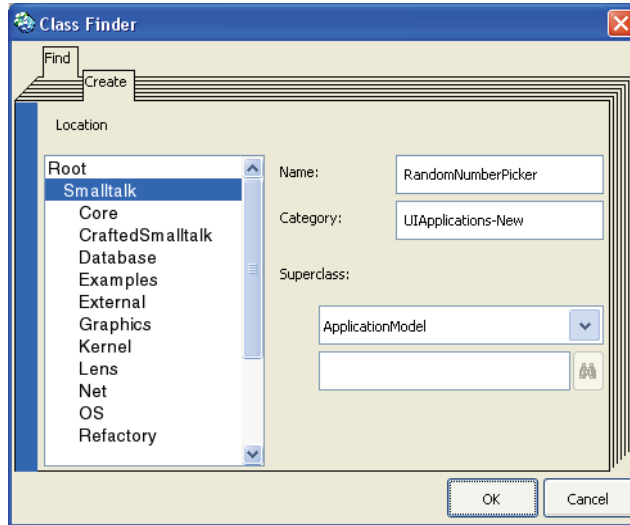 Class Finder
Find
Create
Location
Root
Smalltalk
Core
CraftedSmalltalk
Database
Examples
External
Graphics
Kernel
Lens
Net
OS
Refactory
Name:
RandomNumberPicker
Category:
UIApplications-New
Superclass:
ApplicationModel
OK
Cancel